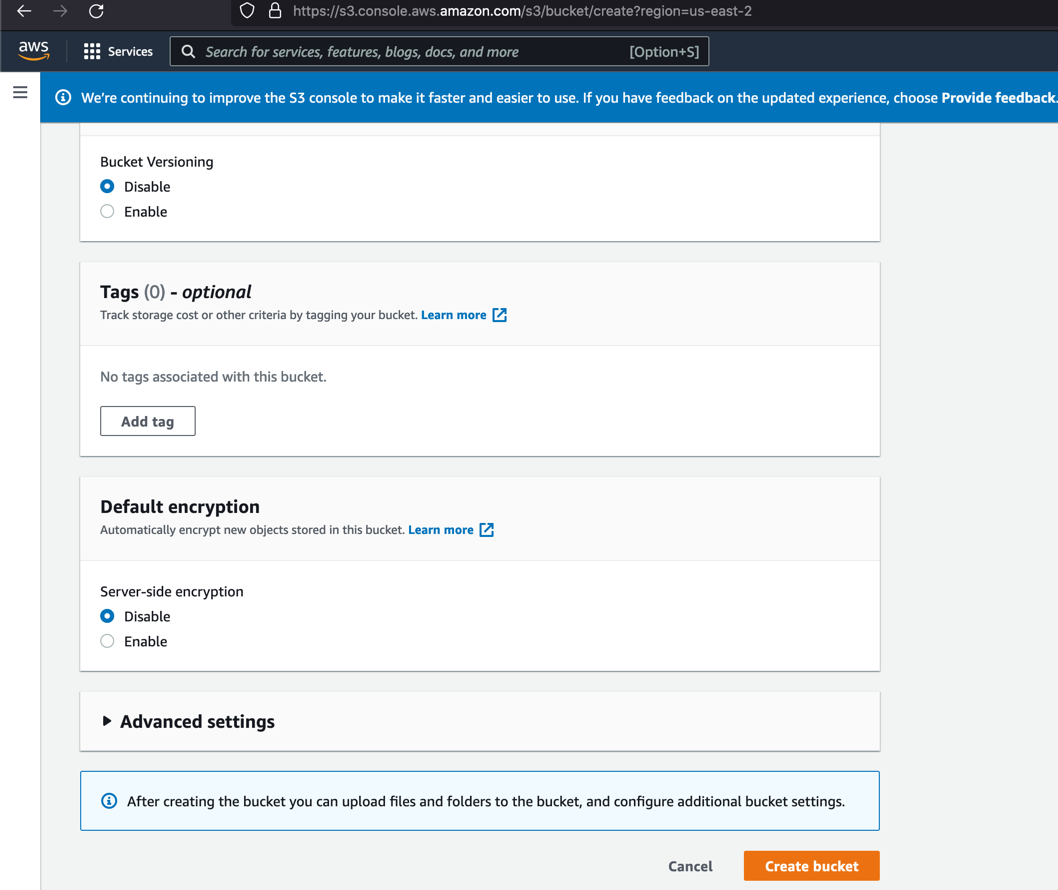 https://s3.console.aws.amazon.com/s3/bucket/create?region=us-east-2
aws Services Search for services, features, blogs, docs, and more [Option+S]
We're continuing to improve the S3 console to make it faster and easier to use. If you have feedback on the updated experience, choose Provide feedback.
Bucket Versioning
Disable
Enable
Tags (0) - optional
Track storage cost or other criteria by tagging your bucket. Learn more
No tags associated with this bucket.
Add tag
Default encryption
Automatically encrypt new objects stored in this bucket. Learn more
Server-side encryption
Disable
Enable
Advanced settings
After creating the bucket you can upload files and folders to the bucket, and configure additional bucket settings.
Cancel Create bucket